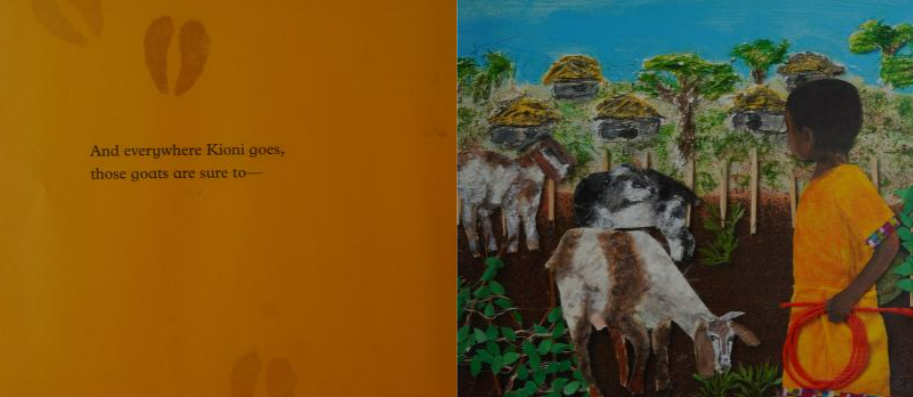 And everywhere Kioni goes,
those goats are sure to—